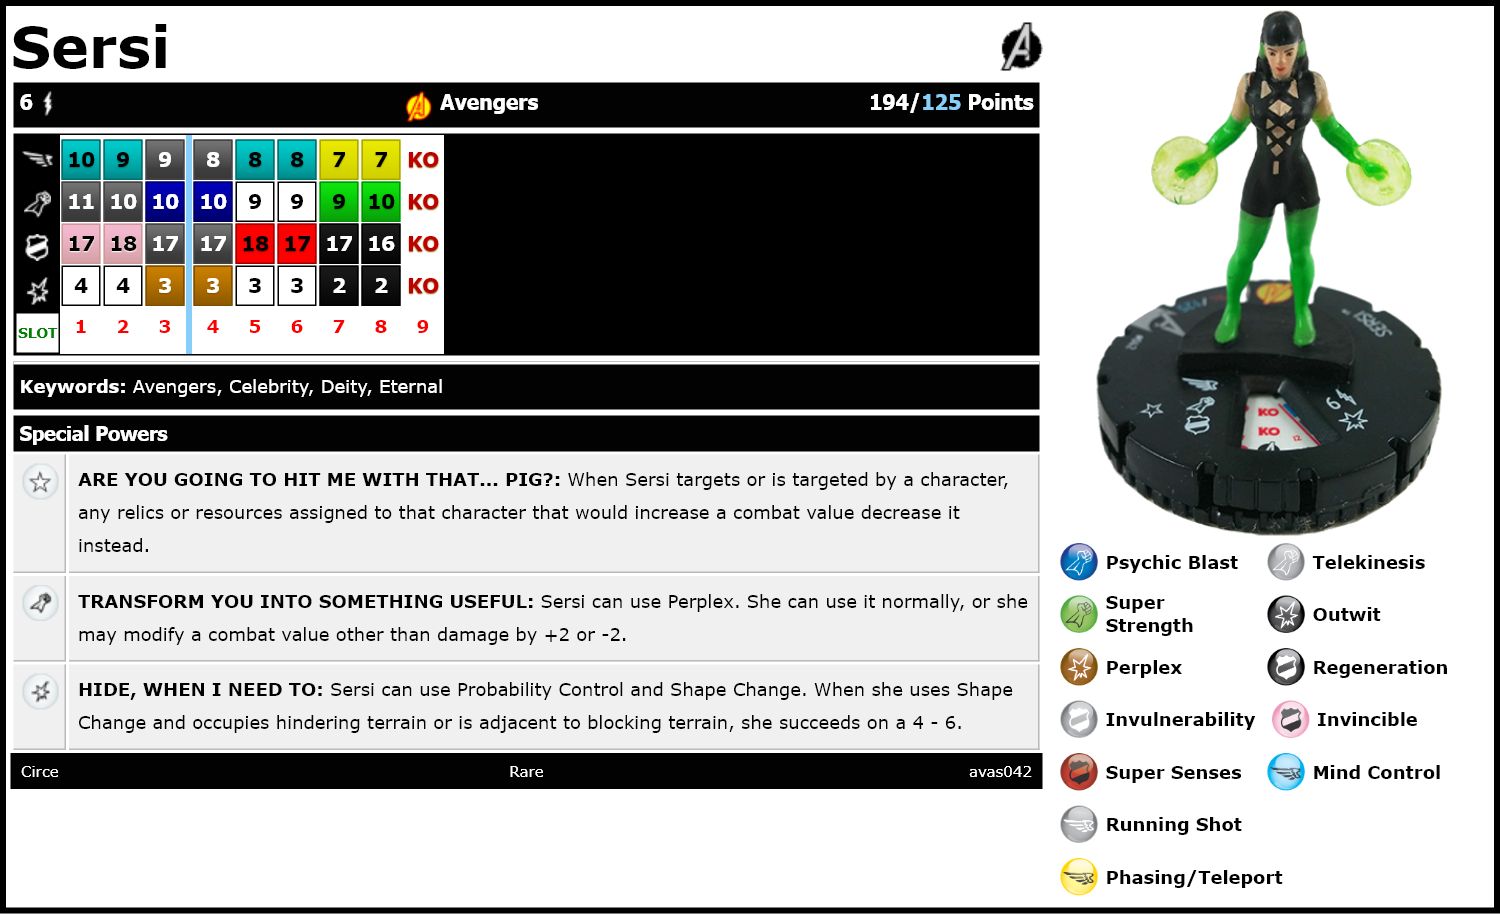 Sersi
6 Avengers 194/125 Points
10 9 9 8 8 8 7 7 KO
11 10 10 10 9 9 9 10 KO
17 18 17 17 18 17 17 16 KO
4 4 3 3 3 3 2 2 KO
SLOT 1 2 3 4 5 6 7 8 9
Keywords: Avengers, Celebrity, Deity, Eternal
Special Powers
ARE YOU GOING TO HIT ME WITH THAT... PIG?: When Sersi targets or is targeted by a character,
any relics or resources assigned to that character that would increase a combat value decrease it
instead.
TRANSFORM YOU INTO SOMETHING USEFUL: Sersi can use Perplex. She can use it normally, or she
may modify a combat value other than damage by +2 or -2.
HIDE, WHEN I NEED TO: Sersi can use Probability Control and Shape Change. When she uses Shape
Change and occupies hindering terrain or is adjacent to blocking terrain, she succeeds on a 4 - 6.
Circe Rare avas042
SERSI
6
KO
KO
12
Psychic Blast Telekinesis
Super
Strength
Outwit
Perplex Regeneration
Invulnerability Invincible
Super Senses Mind Control
Running Shot
Phasing/Teleport